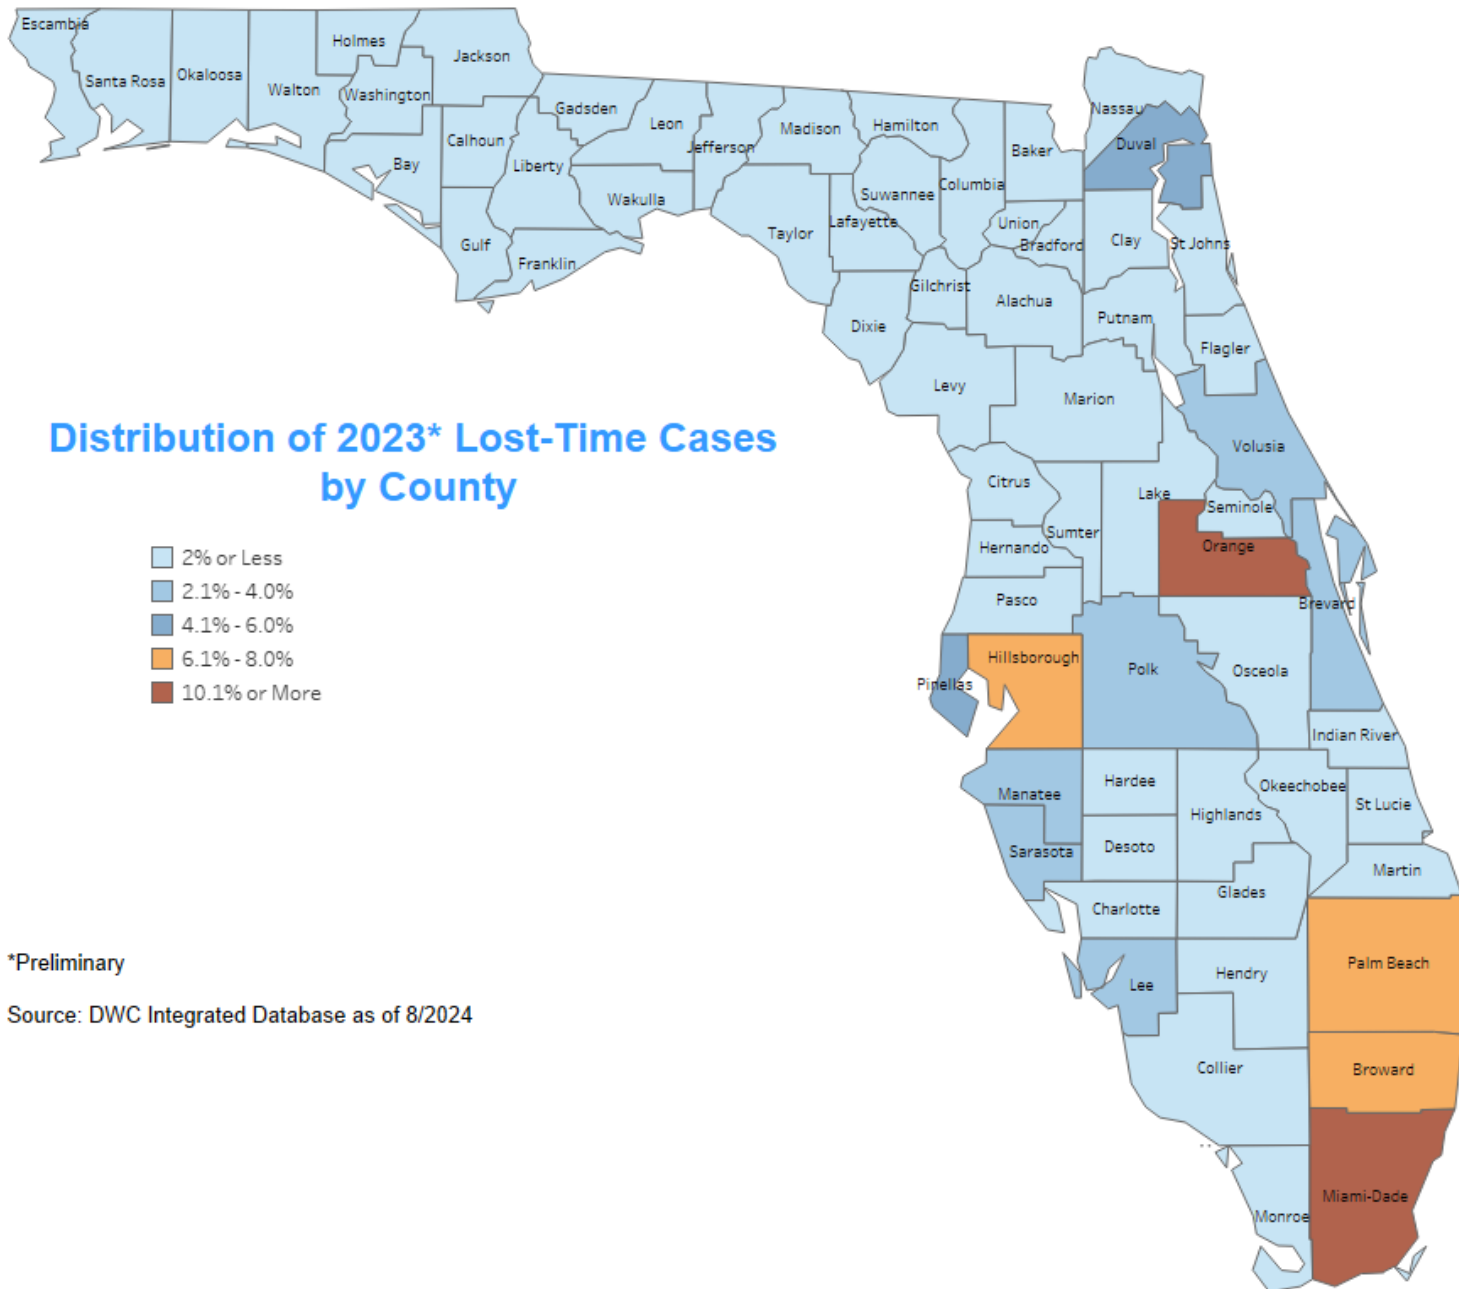 Escambia
Santa Rosa
Okaloosa
Walton
Holmes
Washington
Jackson
Bay
Calhoun
Gulf
Gadsden
Liberty
Franklin
Leon
Wakulla
Jefferson
Madison
Taylor
Hamilton
Suwannee
Lafayette
Columbia
Baker
Union
Bradford
Nassau
Duval
Clay
St Johns
Gilchrist
Dixie
Alachua
Putnam
Flagler
Levy
Marion
Volusia
Distribution of 2023* Lost-Time Cases
by County
2% or Less
2.1% - 4.0%
4.1% - 6.0%
6.1% - 8.0%
10.1% or More
Citrus
Sumter
Lake
Seminole
Hernando
Orange
Pasco
Brevard
Pinellas
Hillsborough
Polk
Osceola
Indian River
Manatee
Hardee
Highlands
Okeechobee
St Lucie
Sarasota
Desoto
Martin
Charlotte
Glades
Lee
Hendry
Palm Beach
Collier
Broward
Monroe
Miami-Dade
*Preliminary
Source: DWC Integrated Database as of 8/2024